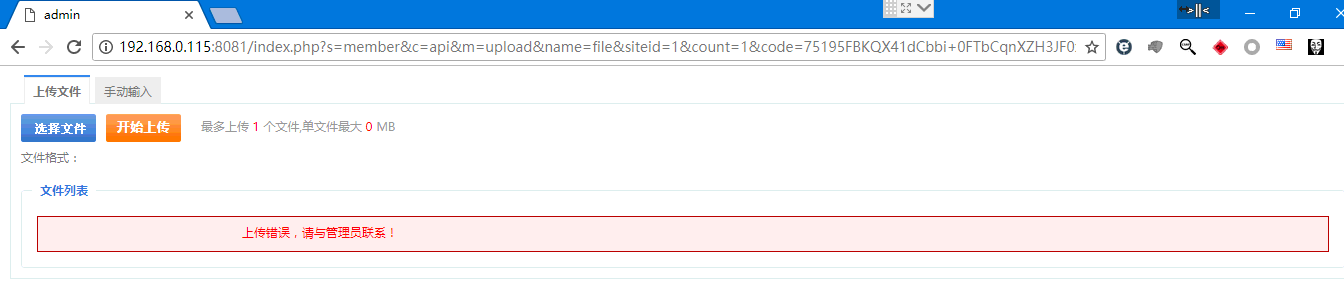 admin
192.168.0.115:8081/index.php?s=member&c=api&m=upload&name=file&siteid=1&count=1&code=75195FBKQX41dCbbi+0FTbCqnXZH3JF0
上传文件 手动输入
选择文件 开始上传 最多上传 1 个文件,单文件最大 0 MB
文件格式：
文件列表
上传错误，请与管理员联系！